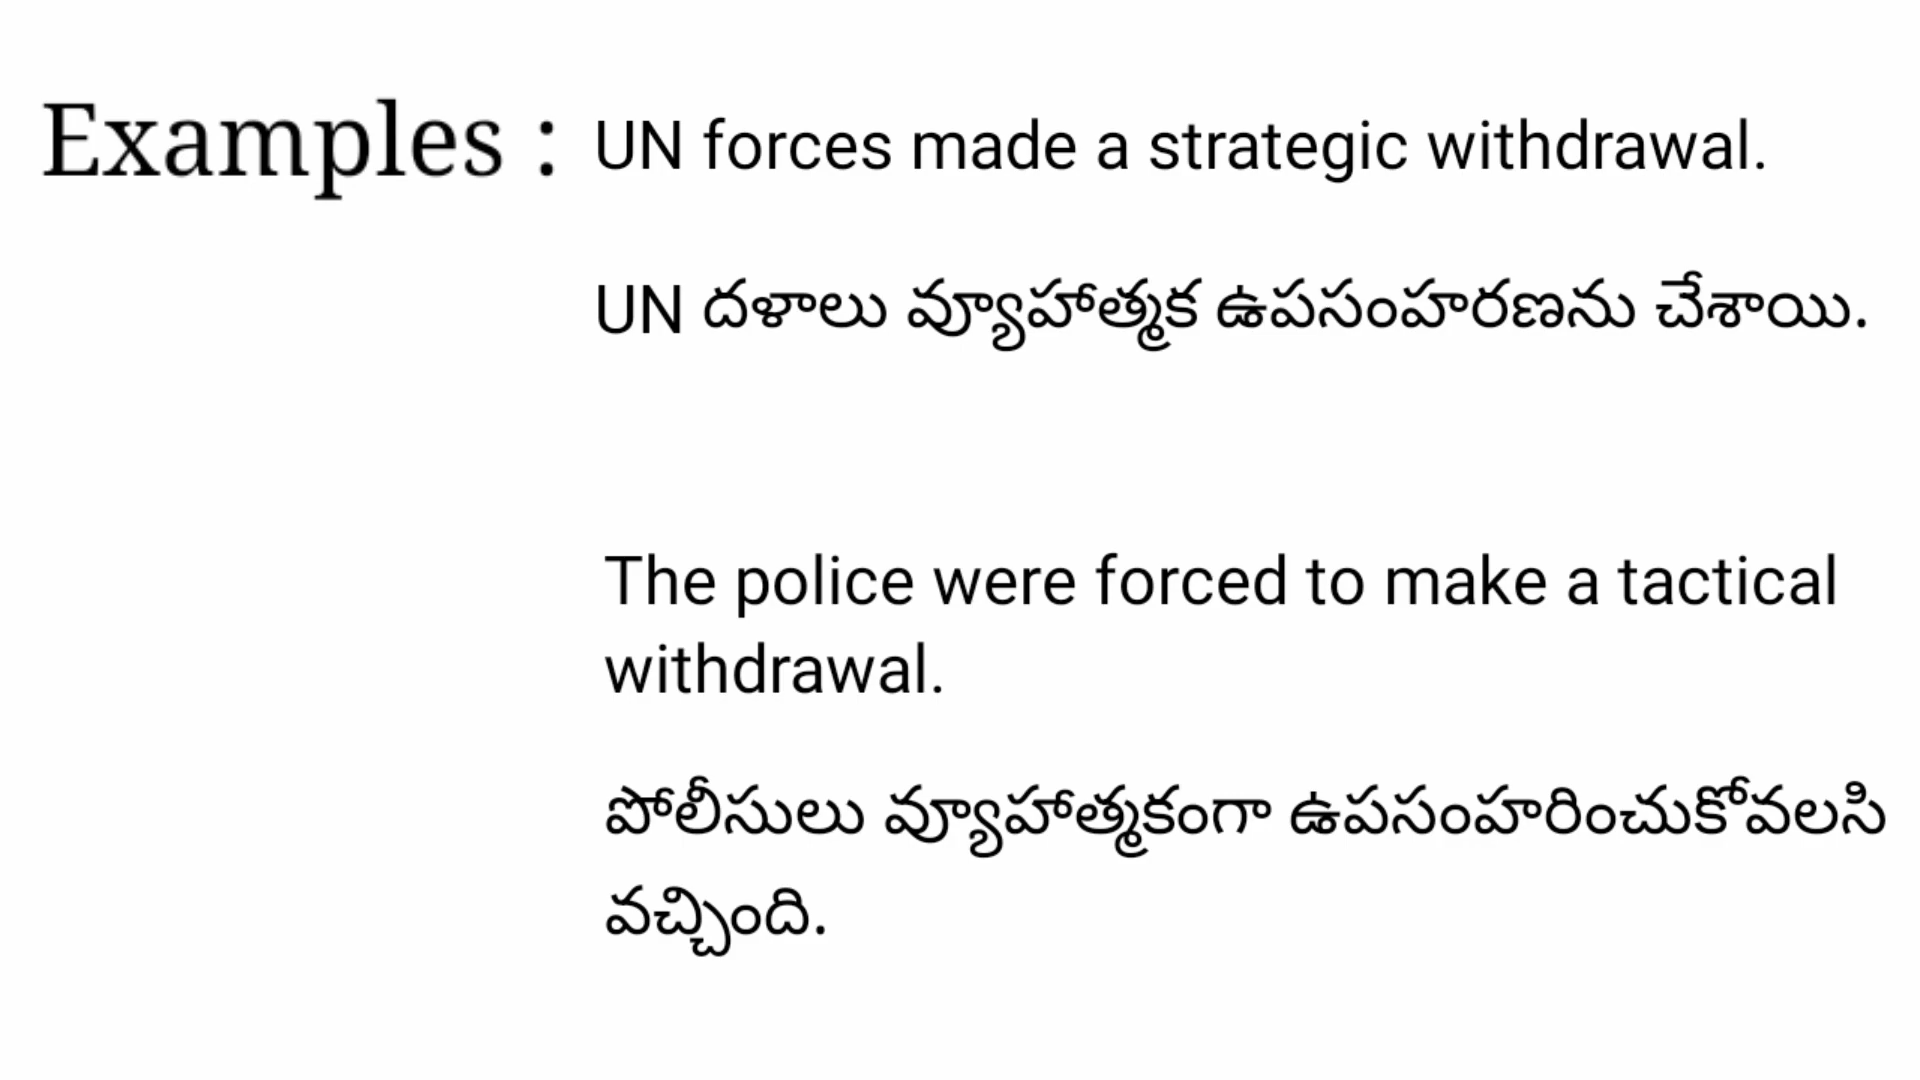 Examples : UN forces made a strategic withdrawal.
UN దళాలు వ్యూహాత్మక ఉపసంహరణను చేశాయి.
The police were forced to make a tactical
withdrawal.
పోలీసులు వ్యూహాత్మకంగా ఉపసంహరించుకోవలసి
వచ్చింది.